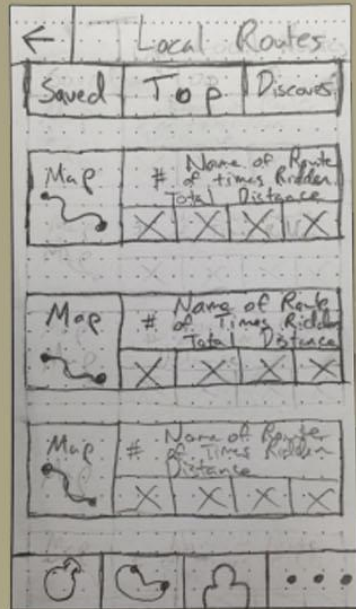 Local Routes
Saved Top Discover
Map
Name of Route
# of times Ridden
Total Distance
Map
Name of Route
# of Times Ridden
Total Distance
Map
Name of Route
# of Times Ridden
Distance